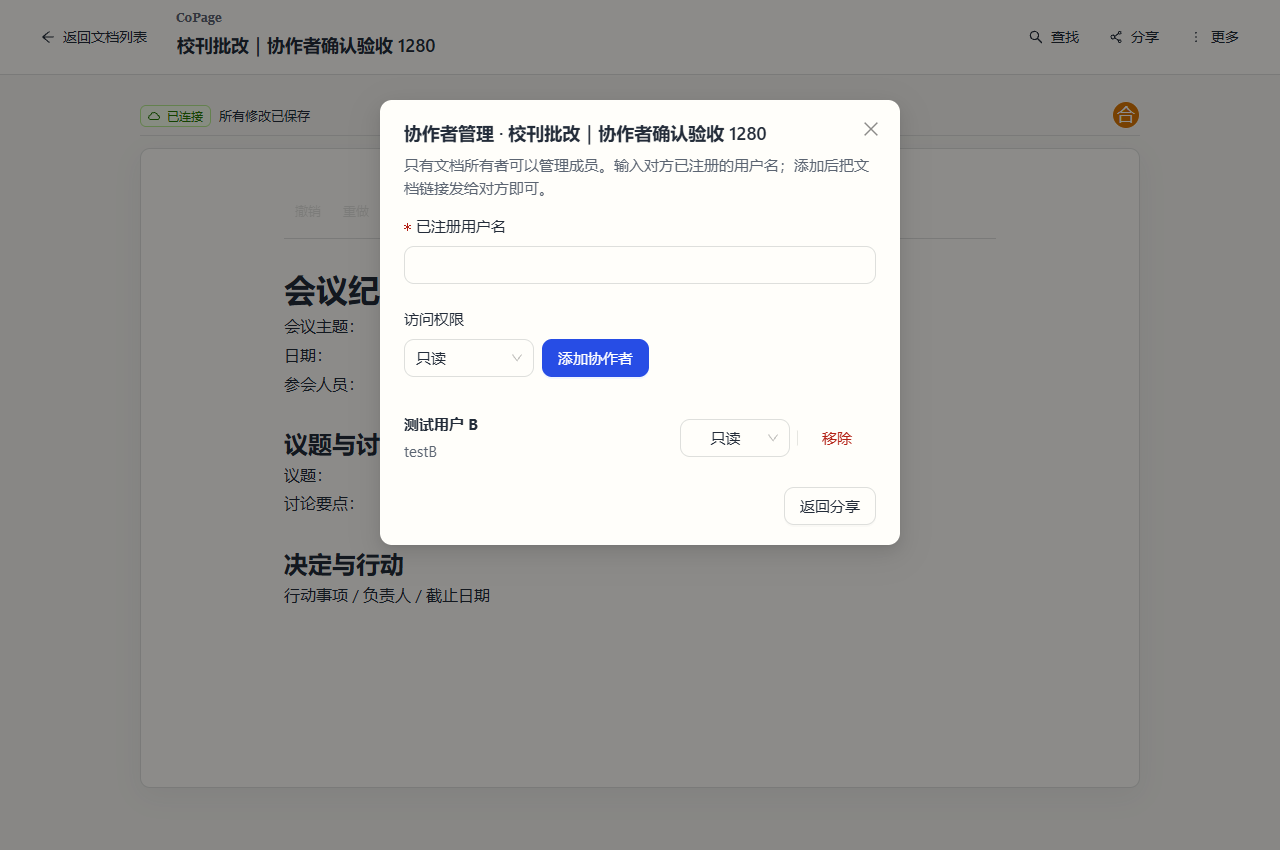 CoPage
返回文档列表
校刊批改｜协作者确认验收 1280
查找
分享
更多
已连接
所有修改已保存
合
撤销
重做
会议纪
会议主题：
日期：
参会人员：
议题与讨
议题：
讨论要点：
决定与行动
行动事项 / 负责人 / 截止日期
协作者管理 · 校刊批改｜协作者确认验收 1280
只有文档所有者可以管理成员。输入对方已注册的用户名；添加后把文
档链接发给对方即可。
* 已注册用户名
访问权限
只读
添加协作者
测试用户 B
testB
只读
移除
返回分享